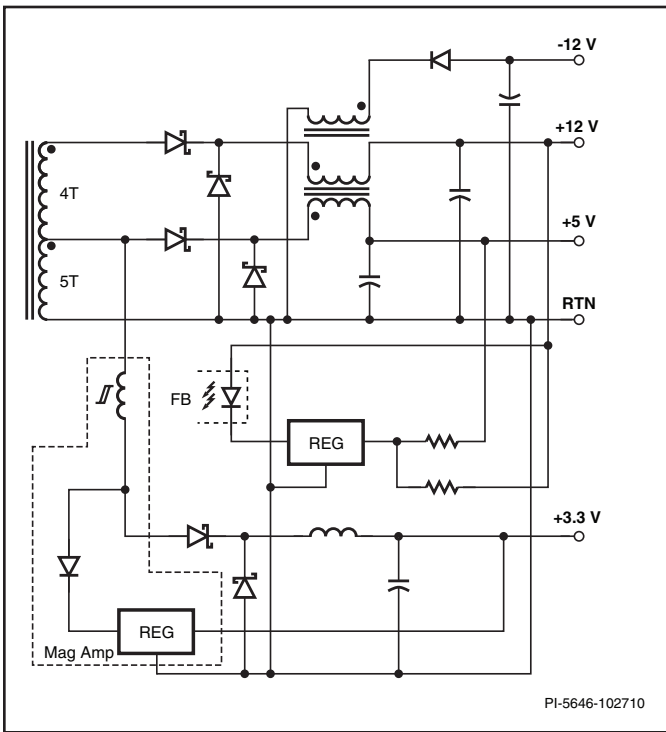 -12 V
+12 V
4T
+5 V
5T
RTN
FB
REG
+3.3 V
REG
Mag Amp
PI-5646-102710